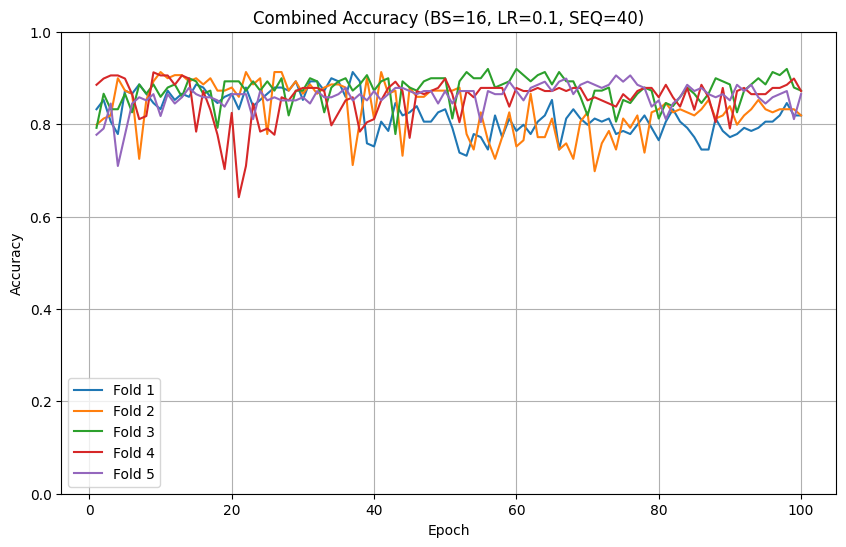 Combined Accuracy (BS=16, LR=0.1, SEQ=40)
1.0
0.8
0.6
0.4
0.2
0.0
Accuracy
Fold 1
Fold 2
Fold 3
Fold 4
Fold 5
0 20 40 60 80 100
Epoch